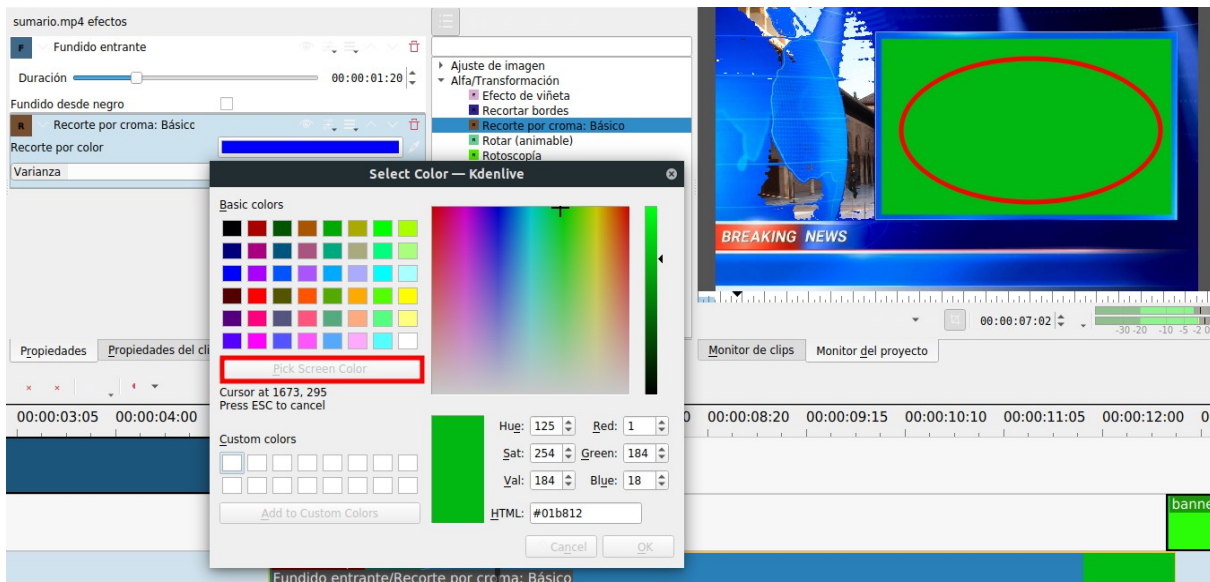 sumario.mp4 efectos
F Fundido entrante
Duración 00:00:01:20
Fundido desde negro
R Recorte por croma: Básico
Recorte por color
Varianza
Ajuste de imagen
Alfa/Transformación
Efecto de viñeta
Recortar bordes
Recorte por croma: Básico
Rotar (animable)
Rotoscopía
Select Color — Kdenlive
Basic colors
Pick Screen Color
Cursor at 1673, 295
Press ESC to cancel
Custom colors
Add to Custom Colors
Hue: 125 Red: 1
Sat: 254 Green: 184
Val: 184 Blue: 18
HTML: #01b812
Cancel OK
BREAKING NEWS
00:00:07:02
-30 -20 -10 -5 -2 0
Propiedades Propiedades del cli
Monitor de clips Monitor del proyecto
00:00:03:05 00:00:04:00 0 00:00:08:20 00:00:09:15 00:00:10:10 00:00:11:05 00:00:12:00 0
banne
Fundido entrante/Recorte por croma: Básico